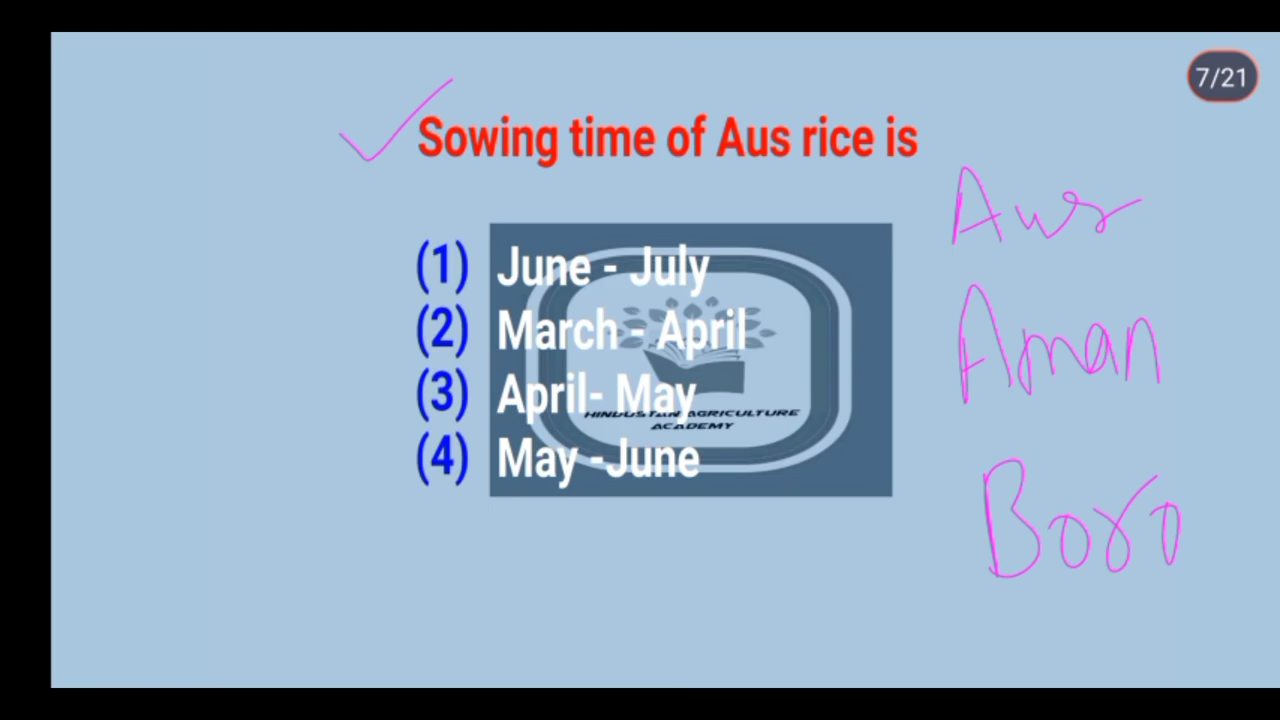 7/21
Sowing time of Aus rice is
Aus
(1) June - July
(2) March - April
Aman
(3) April- May
HINDUSTAN AGRICULTURE
ACADEMY
(4) May -June
Boro